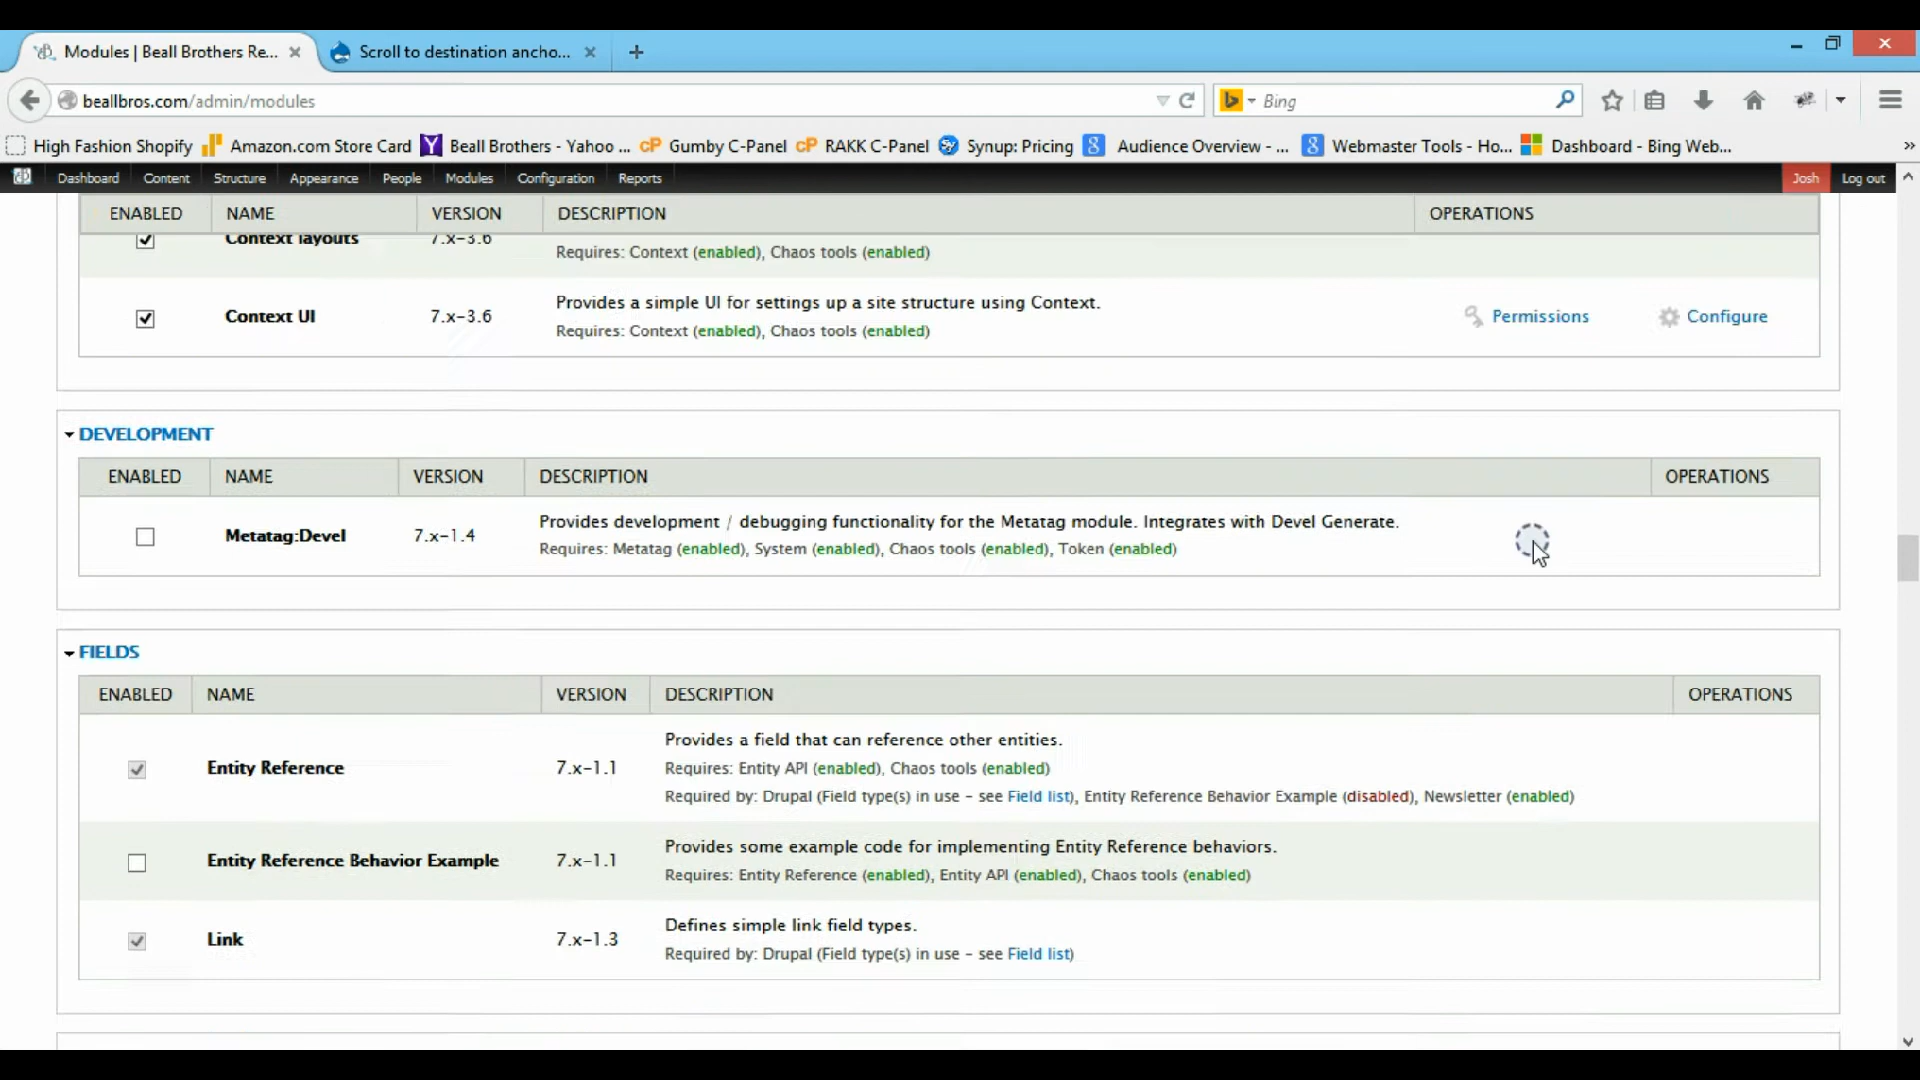 Modules | Beall Brothers Re...
Scroll to destination ancho...
beallbros.com/admin/modules
Bing
High Fashion Shopify
Amazon.com Store Card
Y Beall Brothers - Yahoo ...
cP Gumby C-Panel
cP RAKK C-Panel
Synup: Pricing
8 Audience Overview - ...
8 Webmaster Tools - Ho...
Dashboard - Bing Web...
Dashboard Content Structure Appearance People Modules Configuration Reports Josh Log out
ENABLED NAME VERSION DESCRIPTION OPERATIONS
Context layouts 7.x-3.6
Requires: Context (enabled), Chaos tools (enabled)
Context UI 7.x-3.6 Provides a simple UI for settings up a site structure using Context. Permissions Configure
Requires: Context (enabled), Chaos tools (enabled)
DEVELOPMENT
ENABLED NAME VERSION DESCRIPTION OPERATIONS
Metatag:Devel 7.x-1.4 Provides development / debugging functionality for the Metatag module. Integrates with Devel Generate.
Requires: Metatag (enabled), System (enabled), Chaos tools (enabled), Token (enabled)
FIELDS
ENABLED NAME VERSION DESCRIPTION OPERATIONS
Provides a field that can reference other entities.
Entity Reference 7.x-1.1 Requires: Entity API (enabled), Chaos tools (enabled)
Required by: Drupal (Field type(s) in use - see Field list), Entity Reference Behavior Example (disabled), Newsletter (enabled)
Entity Reference Behavior Example 7.x-1.1 Provides some example code for implementing Entity Reference behaviors.
Requires: Entity Reference (enabled), Entity API (enabled), Chaos tools (enabled)
Link 7.x-1.3 Defines simple link field types.
Required by: Drupal (Field type(s) in use - see Field list)